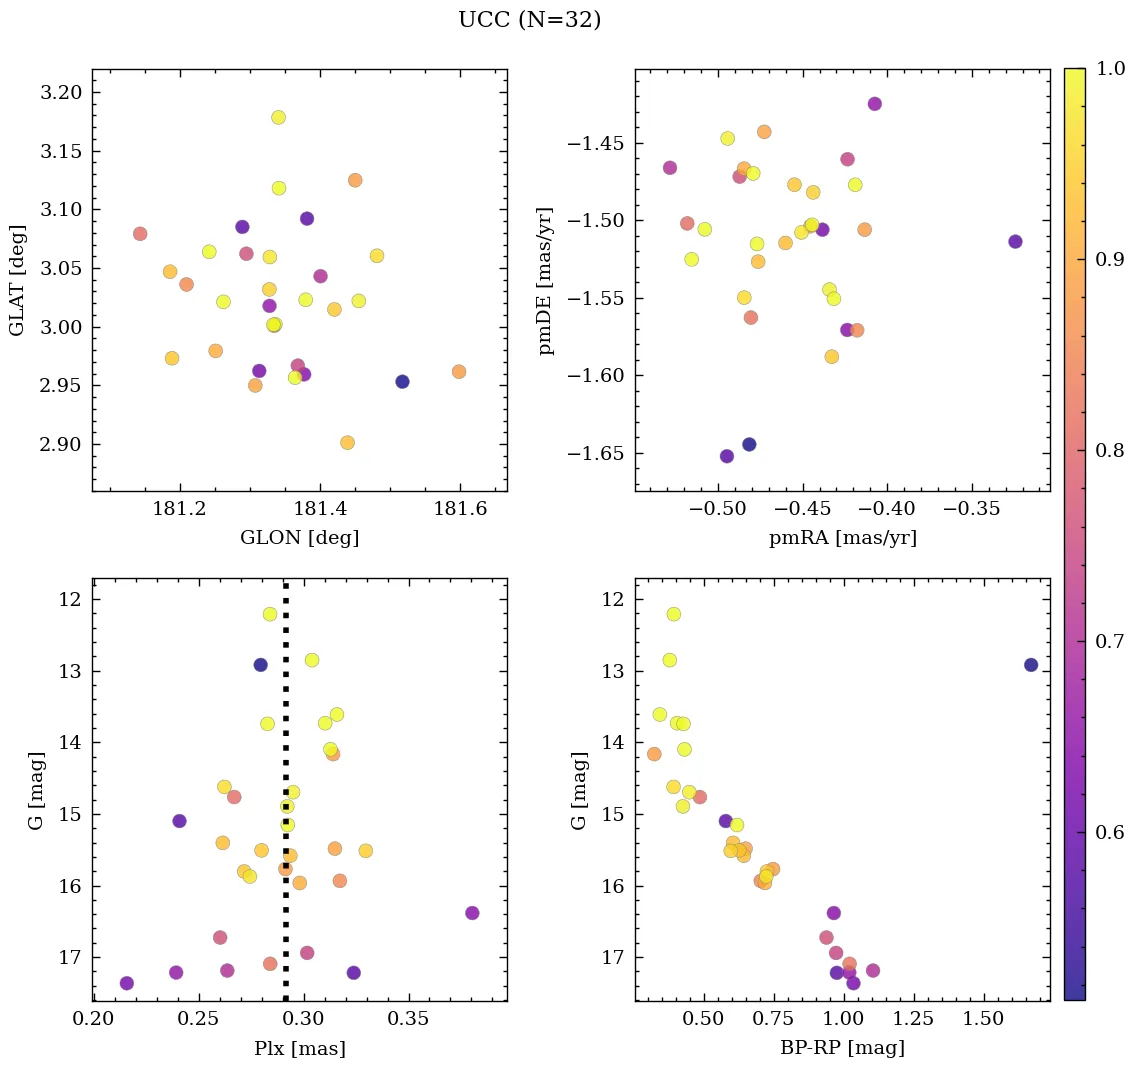 UCC (N=32)
3.20
3.15
3.10
3.05
3.00
2.95
2.90
GLAT [deg]
181.2 181.4 181.6
GLON [deg]
−1.45
−1.50
−1.55
−1.60
−1.65
pmDE [mas/yr]
−0.50 −0.45 −0.40 −0.35
pmRA [mas/yr]
1.0
0.9
0.8
0.7
0.6
12
13
14
15
16
17
G [mag]
0.20 0.25 0.30 0.35
Plx [mas]
12
13
14
15
16
17
G [mag]
0.50 0.75 1.00 1.25 1.50
BP-RP [mag]